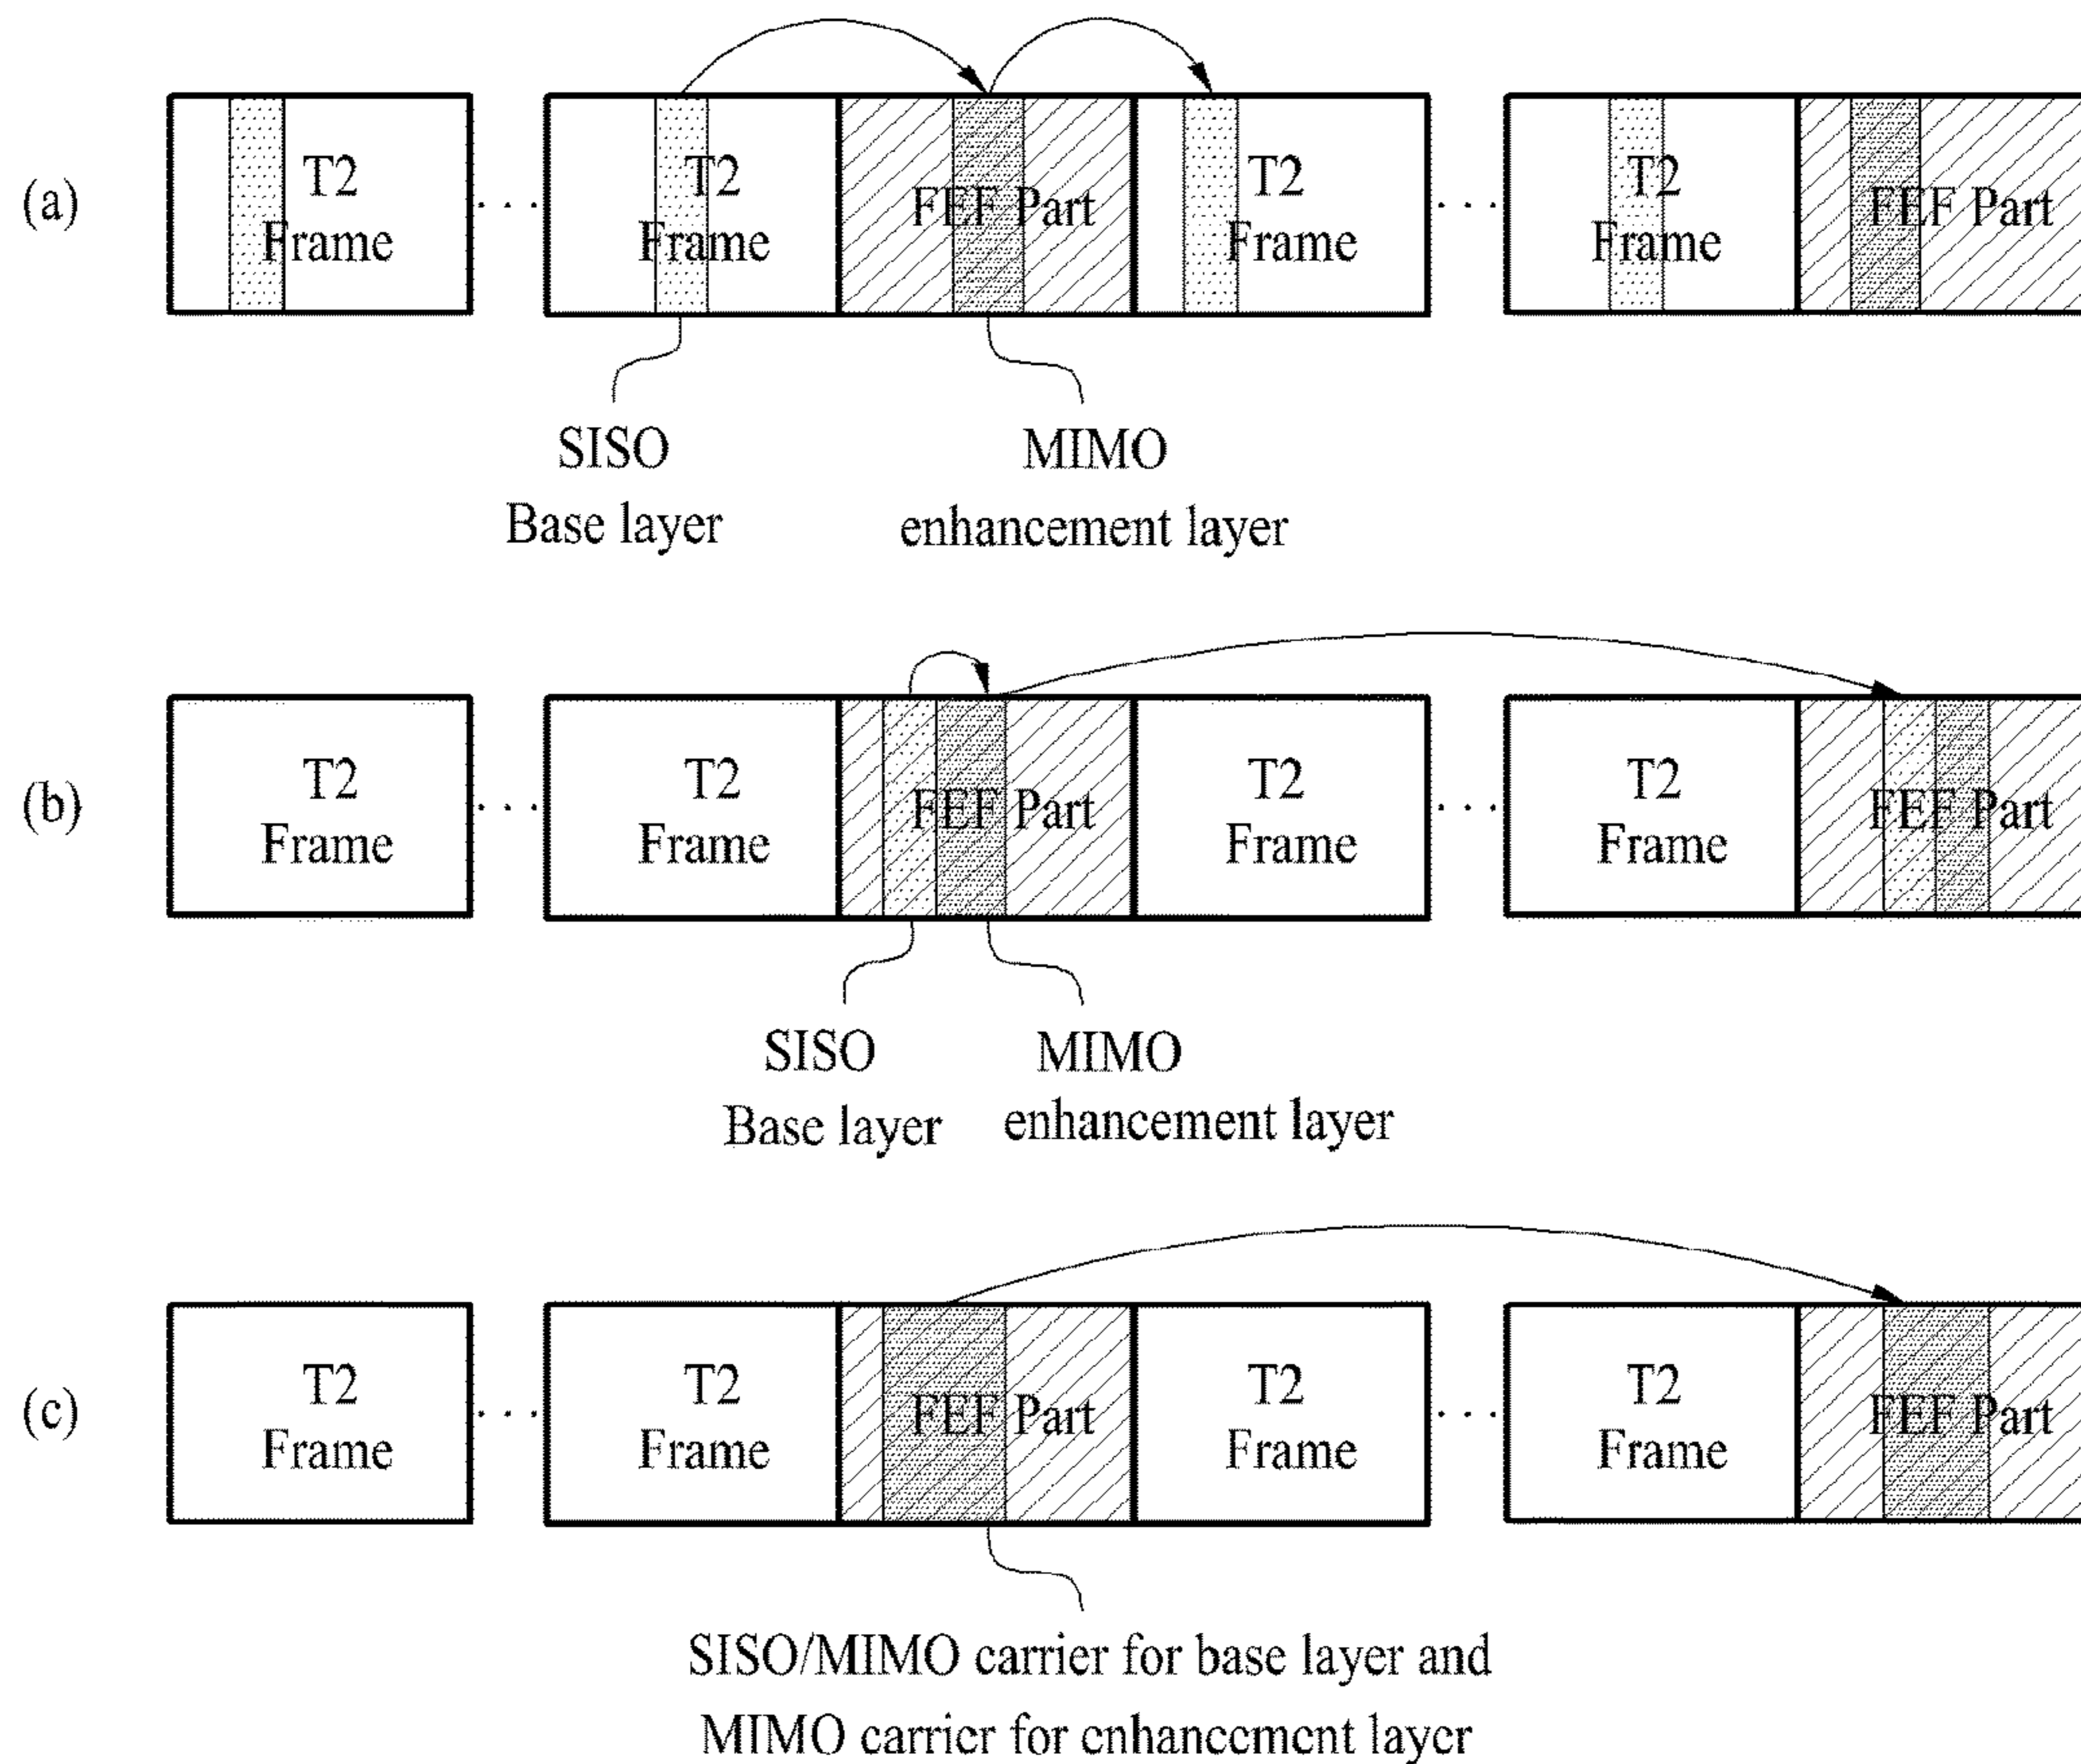 (a)
T2
Frame
. . .
T2
Frame
FEF Part
T2
Frame
. . .
T2
Frame
FEF Part
SISO
Base layer
MIMO
enhancement layer
(b)
T2
Frame
. . .
T2
Frame
FEF Part
T2
Frame
. . .
T2
Frame
FEF Part
SISO
Base layer
MIMO
enhancement layer
(c)
T2
Frame
. . .
T2
Frame
FEF Part
T2
Frame
. . .
T2
Frame
FEF Part
SISO/MIMO carrier for base layer and
MIMO carrier for enhancement layer